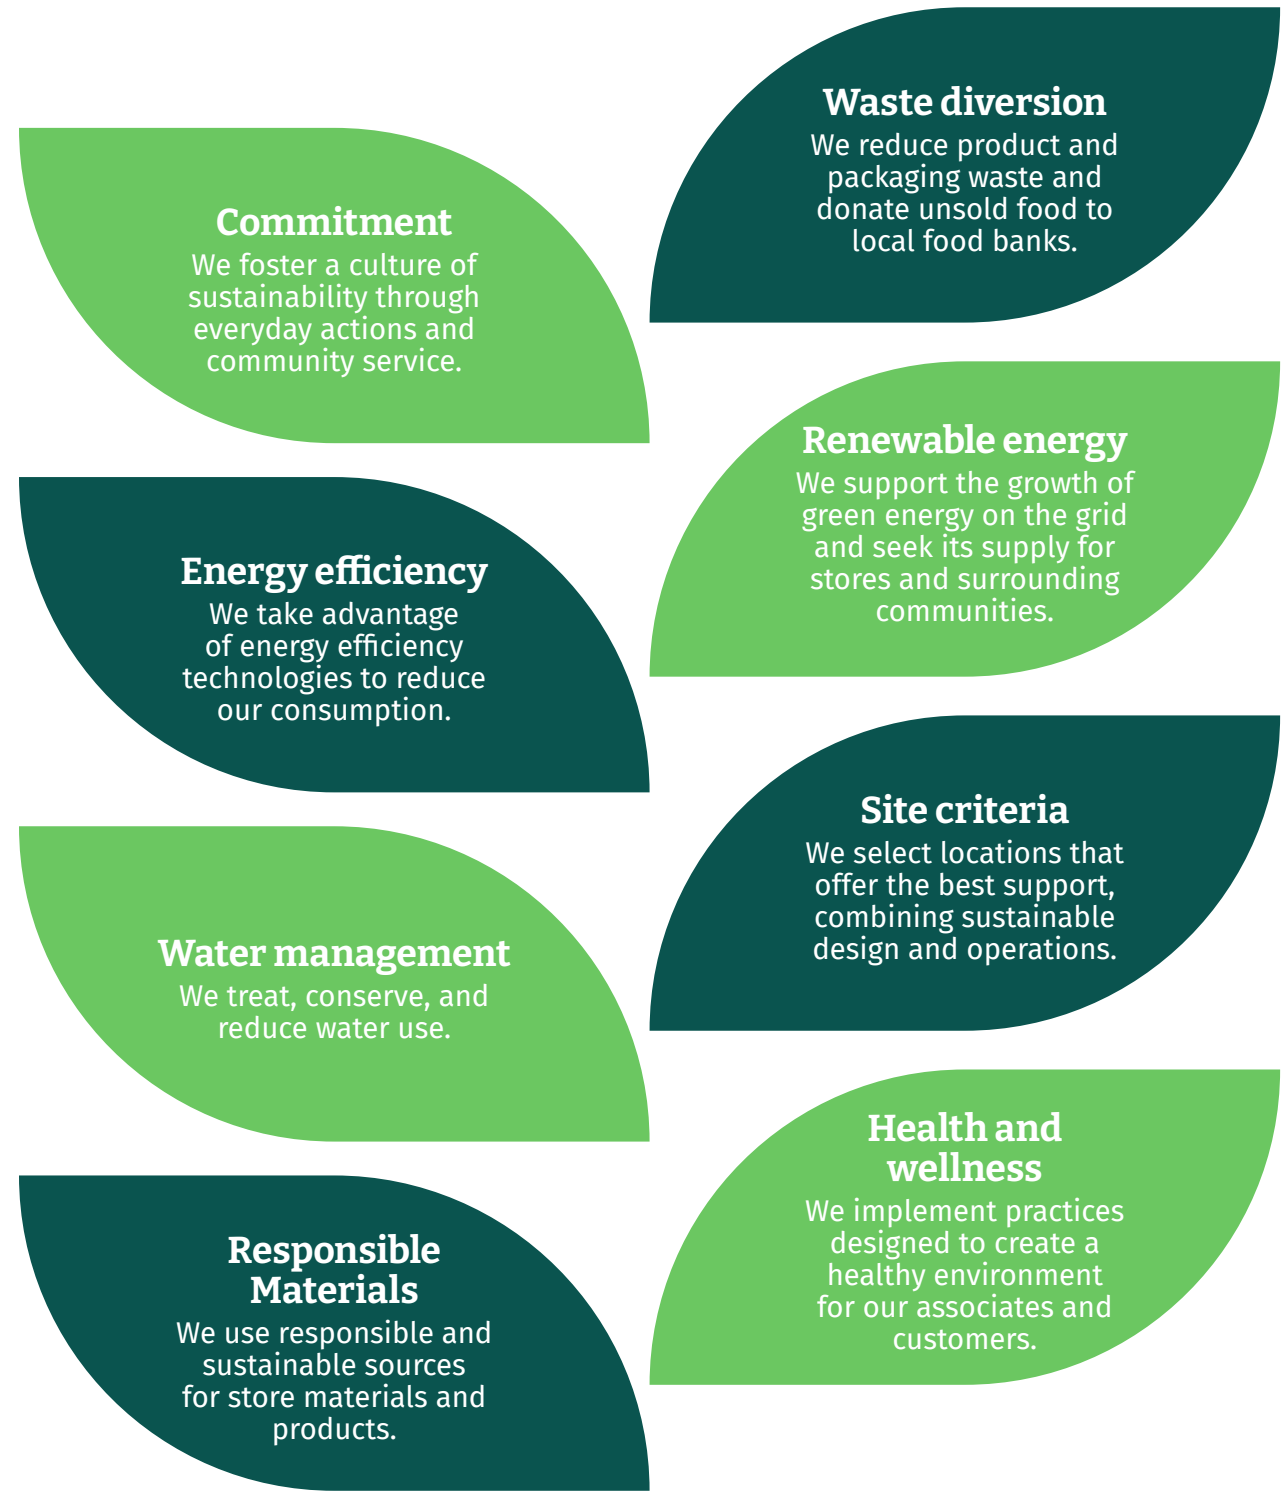 Commitment
We foster a culture of
sustainability through
everyday actions and
community service.
Waste diversion
We reduce product and
packaging waste and
donate unsold food to
local food banks.
Energy efficiency
We take advantage
of energy efficiency
technologies to reduce
our consumption.
Renewable energy
We support the growth of
green energy on the grid
and seek its supply for
stores and surrounding
communities.
Water management
We treat, conserve, and
reduce water use.
Site criteria
We select locations that
offer the best support,
combining sustainable
design and operations.
Responsible
Materials
We use responsible and
sustainable sources
for store materials and
products.
Health and
wellness
We implement practices
designed to create a
healthy environment
for our associates and
customers.